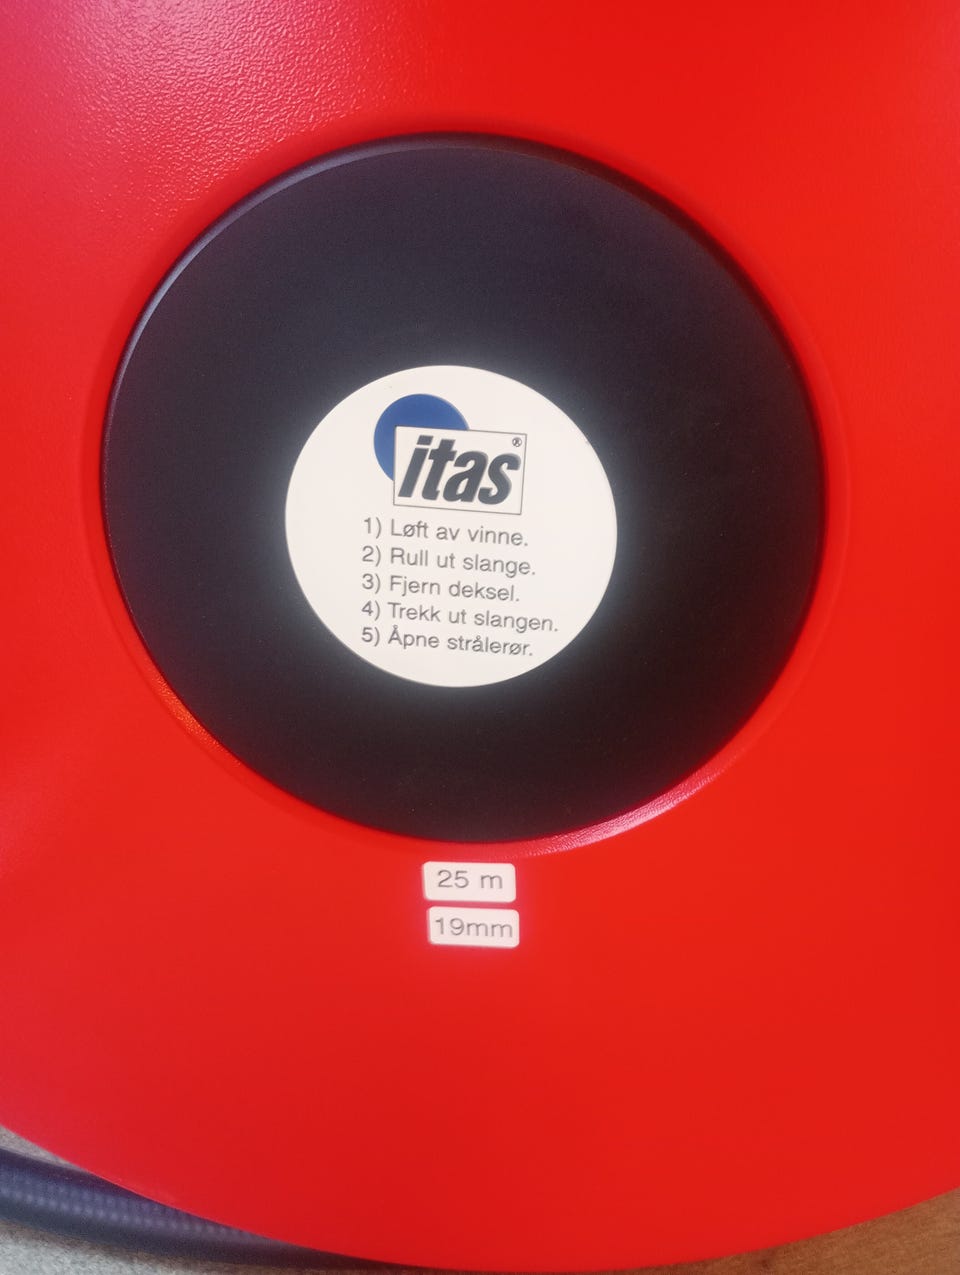 itas®
1) Løft av vinne.
2) Rull ut slange.
3) Fjern deksel.
4) Trekk ut slangen.
5) Åpne strålerør.
25 m
19mm